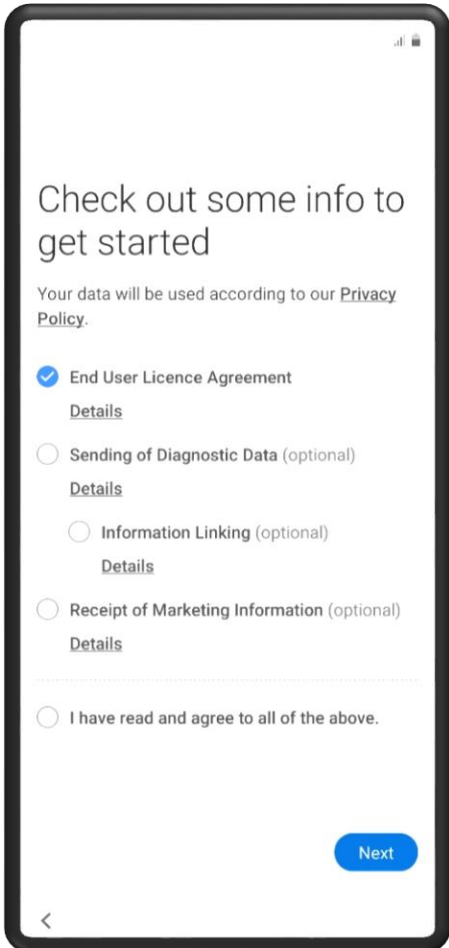 Check out some info to
get started
Your data will be used according to our Privacy
Policy.
End User Licence Agreement
Details
Sending of Diagnostic Data (optional)
Details
Information Linking (optional)
Details
Receipt of Marketing Information (optional)
Details
I have read and agree to all of the above.
Next